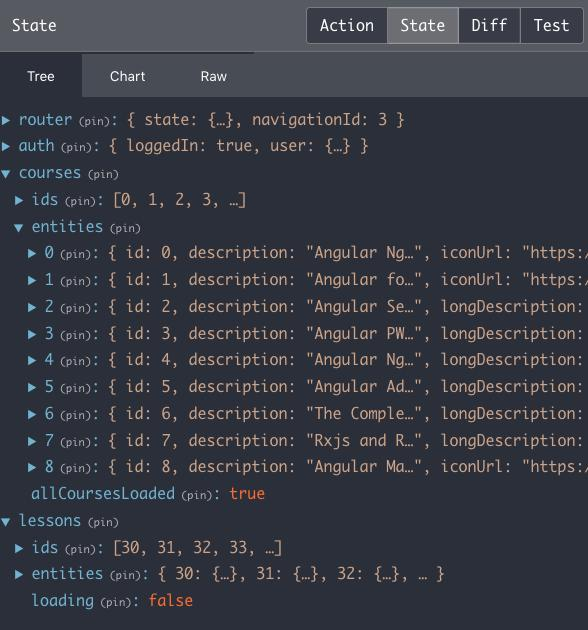 State Action State Diff Test
Tree Chart Raw
▶ router (pin): { state: {…}, navigationId: 3 }
▶ auth (pin): { loggedIn: true, user: {…} }
▼ courses (pin)
▶ ids (pin): [0, 1, 2, 3, …]
▼ entities (pin)
▶ 0 (pin): { id: 0, description: "Angular Ng…", iconUrl: "https:/
▶ 1 (pin): { id: 1, description: "Angular fo…", iconUrl: "https:/
▶ 2 (pin): { id: 2, description: "Angular Se…", longDescription:
▶ 3 (pin): { id: 3, description: "Angular PW…", longDescription:
▶ 4 (pin): { id: 4, description: "Angular Ng…", longDescription:
▶ 5 (pin): { id: 5, description: "Angular Ad…", longDescription:
▶ 6 (pin): { id: 6, description: "The Comple…", longDescription:
▶ 7 (pin): { id: 7, description: "Rxjs and R…", longDescription:
▶ 8 (pin): { id: 8, description: "Angular Ma…", iconUrl: "https:/
allCoursesLoaded (pin): true
▼ lessons (pin)
▶ ids (pin): [30, 31, 32, 33, …]
▶ entities (pin): { 30: {…}, 31: {…}, 32: {…}, … }
loading (pin): false